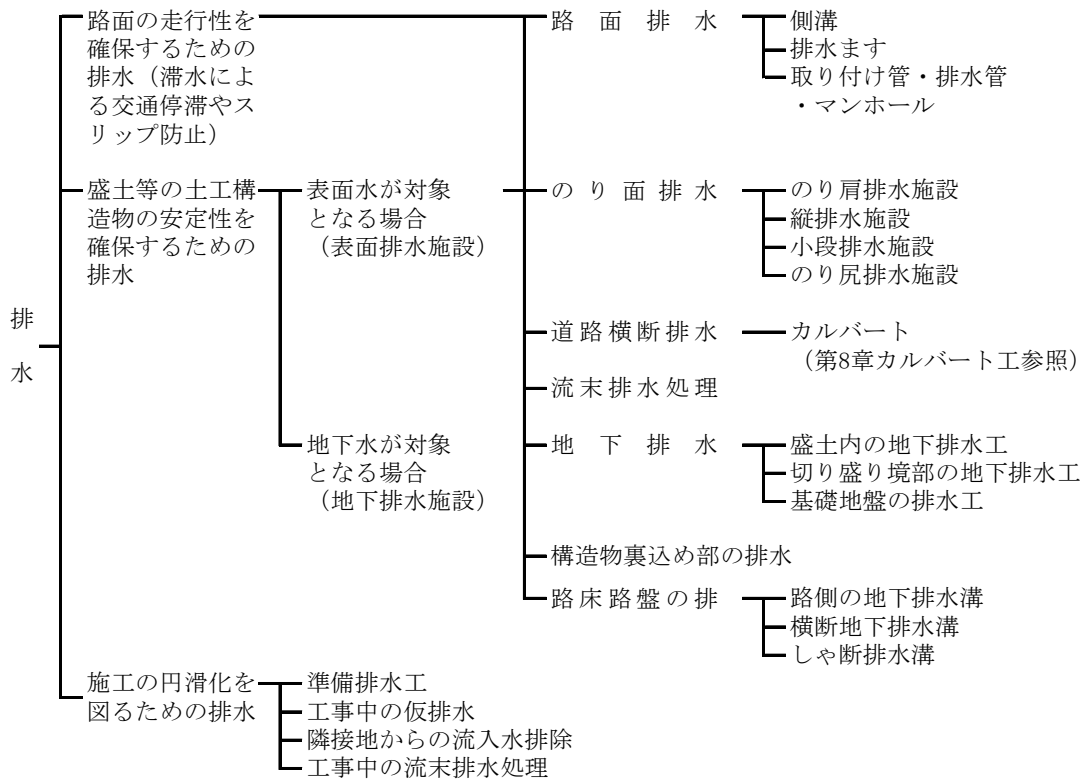 排
水
路面の走行性を
確保するための
排水（滞水によ
る交通停滞やス
リップ防止）
盛土等の土工構
造物の安定性を
確保するための
排水
表面水が対象
となる場合
（表面排水施設）
地下水が対象
となる場合
（地下排水施設）
施工の円滑化を
図るための排水
準備排水工
工事中の仮排水
隣接地からの流入水排除
工事中の流末排水処理
路面排水
側溝
排水ます
取り付け管・排水管
・マンホール
のり面排水
のり肩排水施設
縦排水施設
小段排水施設
のり尻排水施設
道路横断排水
カルバート
（第8章カルバート工参照）
流末排水処理
地下排水
盛土内の地下排水工
切り盛り境部の地下排水工
基礎地盤の排水工
構造物裏込め部の排水
路床路盤の排
路側の地下排水溝
横断地下排水溝
しゃ断排水溝